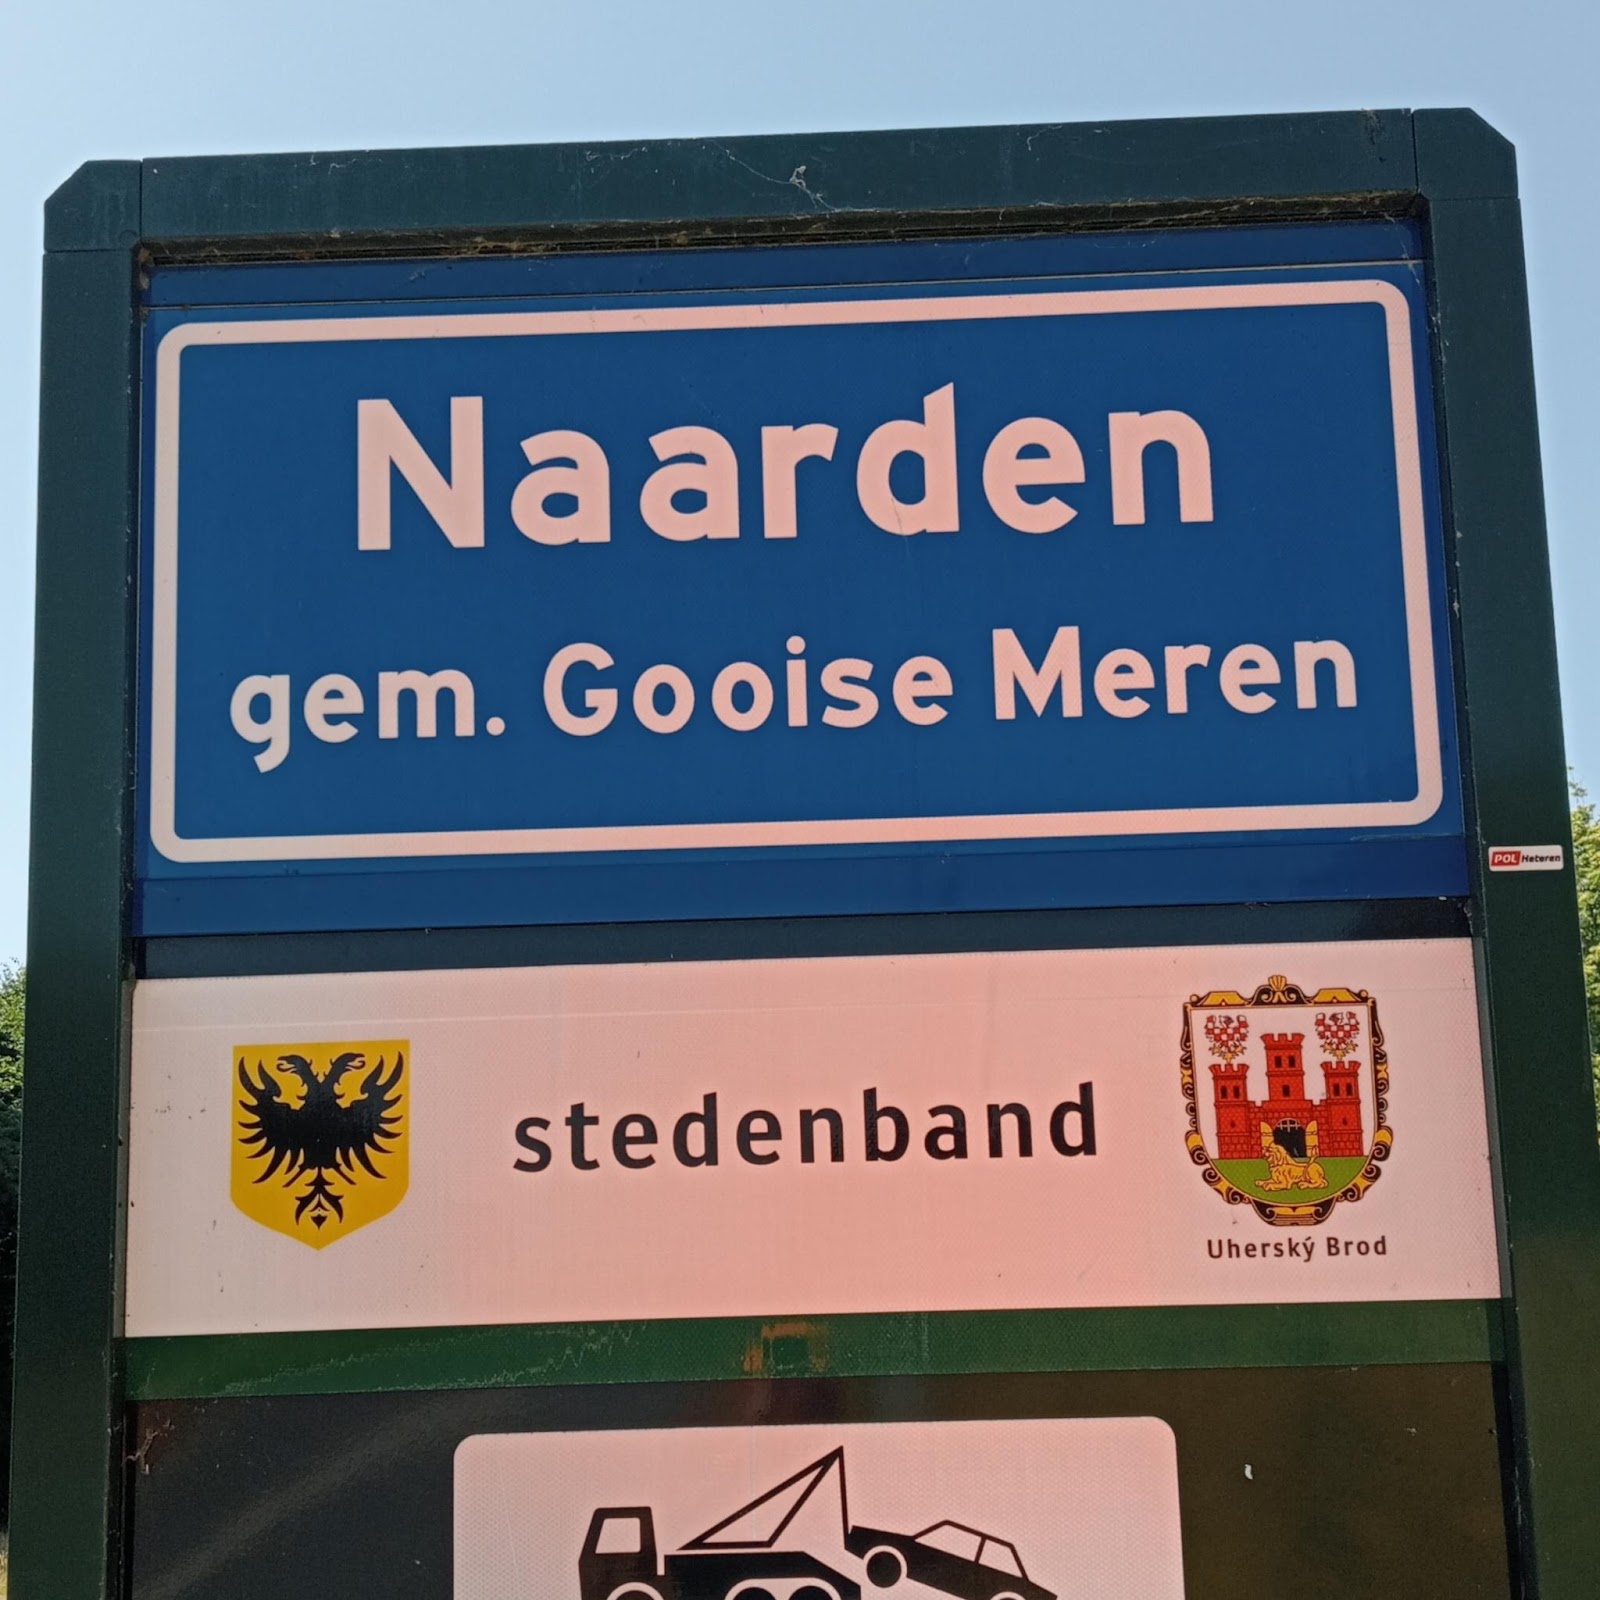 Naarden
gem. Gooise Meren
POL Heteren
stedenband
Uherský Brod